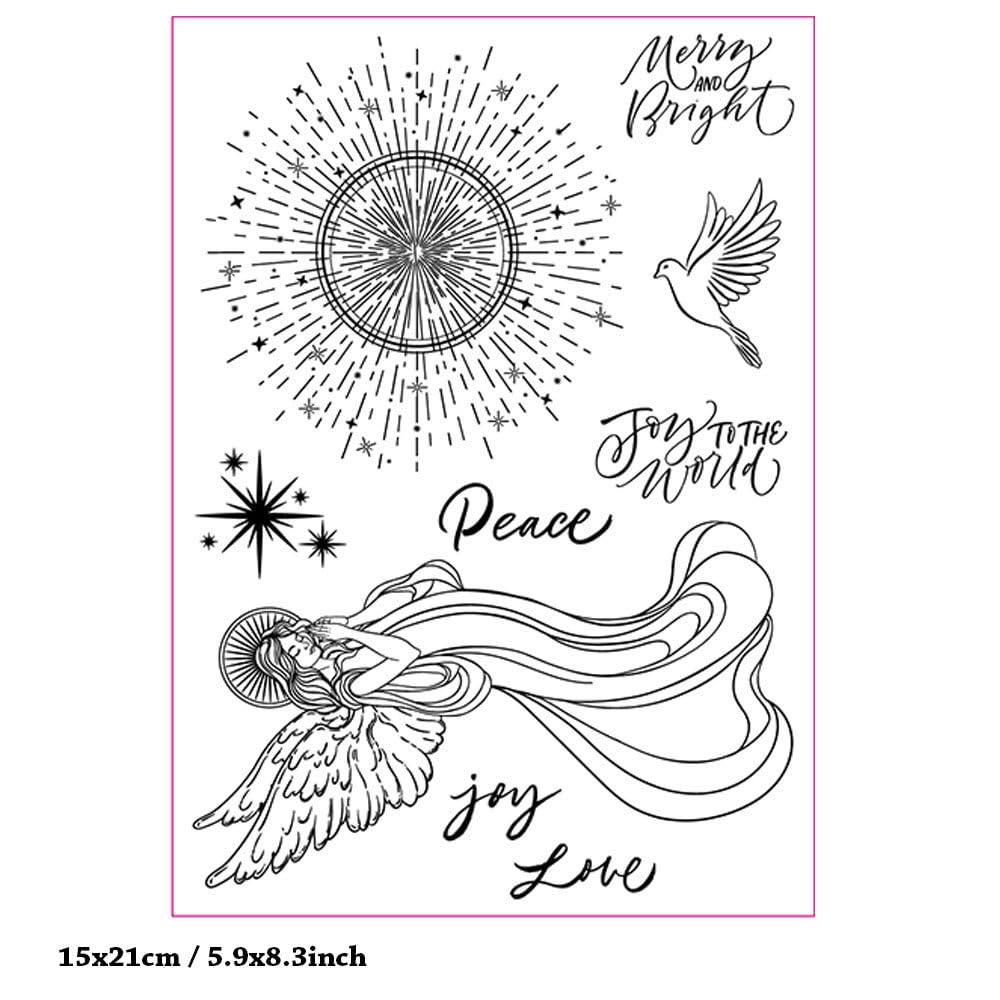 Merry
AND
Bright
Joy TO THE
World
Peace
joy
Love
15x21cm / 5.9x8.3inch